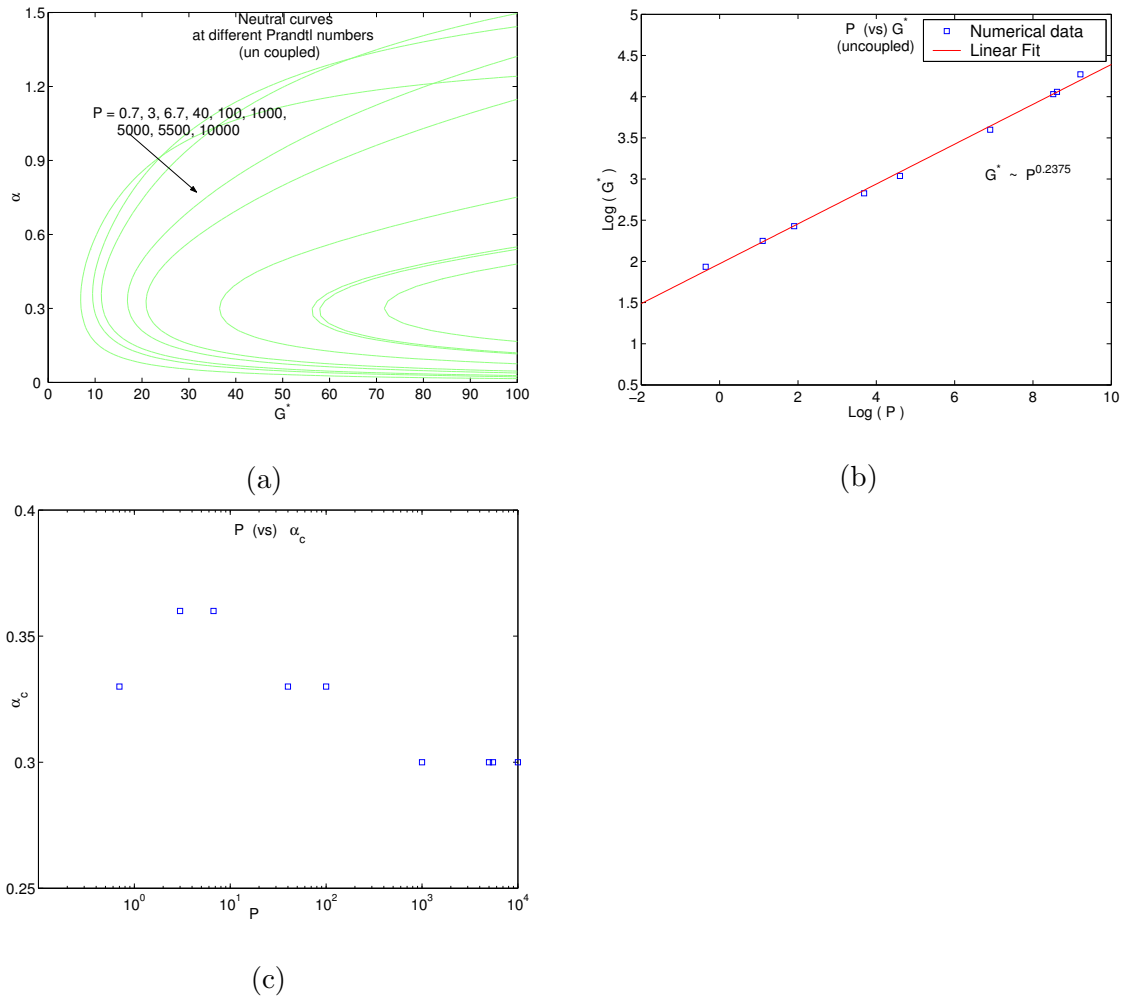 Neutral curves
at different Prandtl numbers
(un coupled)
P = 0.7, 3, 6.7, 40, 100, 1000,
5000, 5500, 10000
1.5
1.2
0.9
0.6
0.3
0
α
0 10 20 30 40 50 60 70 80 90 100
G*
(a)
P (vs) G*
(uncoupled)
Numerical data
Linear Fit
G* ~ P^0.2375
5
4.5
4
3.5
3
2.5
2
1.5
1
0.5
Log ( G* )
−2 0 2 4 6 8 10
Log ( P )
(b)
P (vs) α_c
0.4
0.35
0.3
0.25
α_c
10^0 10^1 10^2 10^3 10^4
P
(c)